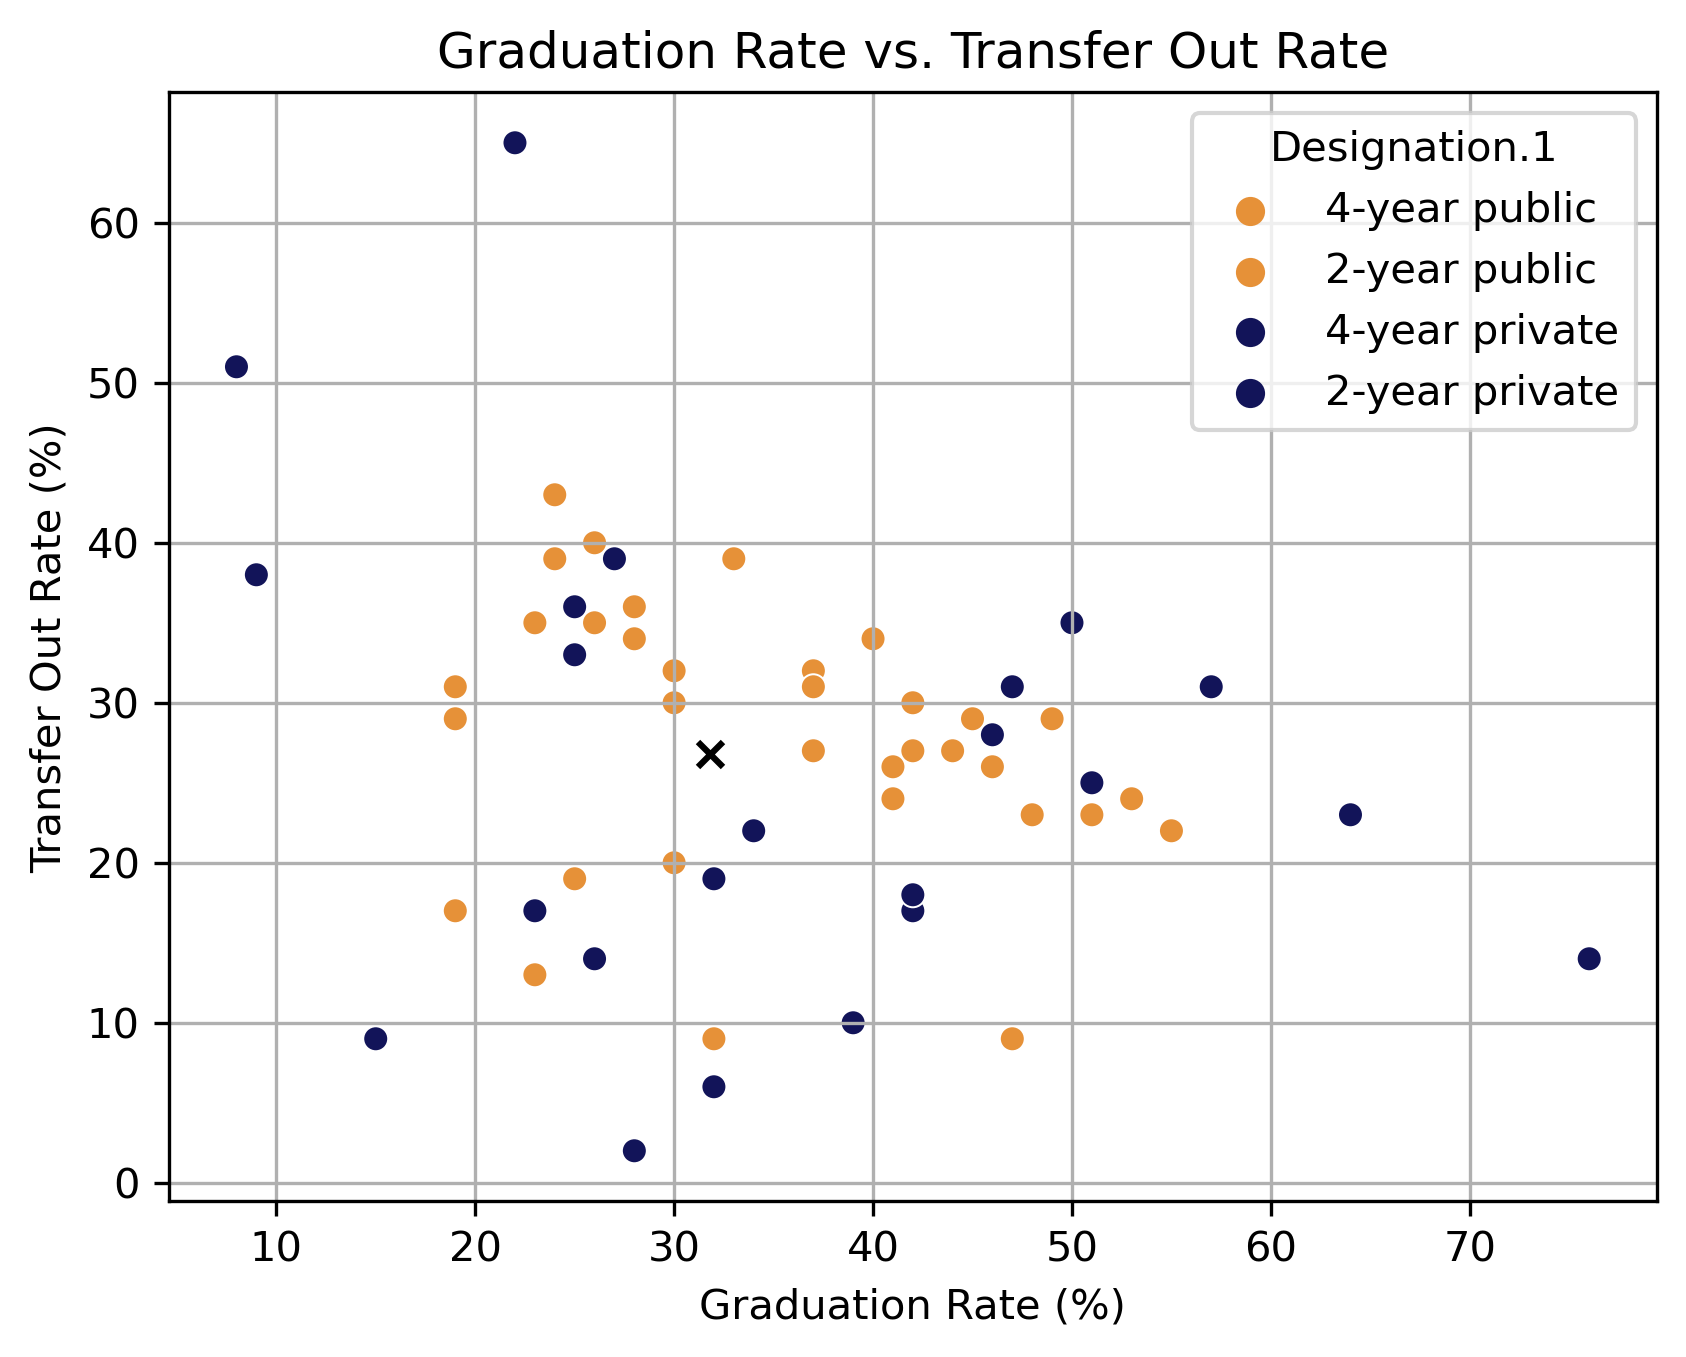 Graduation Rate vs. Transfer Out Rate
Designation.1
4-year public
2-year public
4-year private
2-year private
Transfer Out Rate (%)
60
50
40
30
20
10
0
10 20 30 40 50 60 70
Graduation Rate (%)